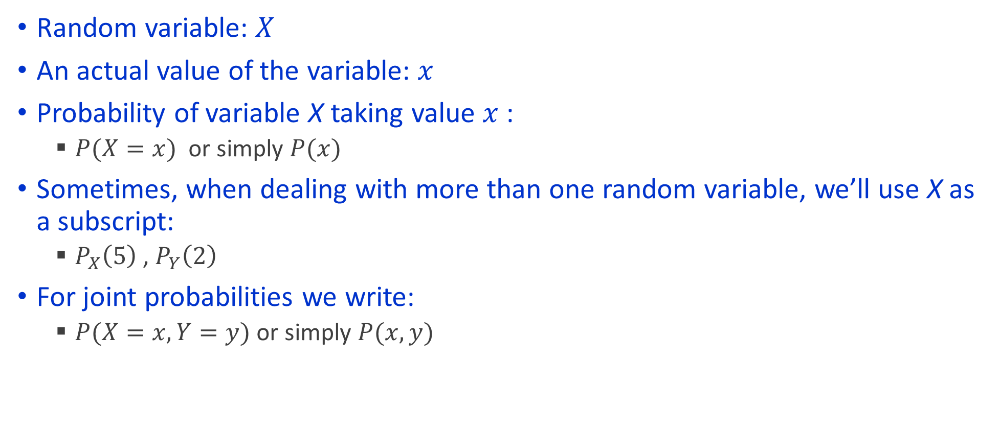 • Random variable: X
• An actual value of the variable: x
• Probability of variable X taking value x :
▪ P(X = x) or simply P(x)
• Sometimes, when dealing with more than one random variable, we’ll use X as
a subscript:
▪ P_X(5) , P_Y(2)
• For joint probabilities we write:
▪ P(X = x, Y = y) or simply P(x, y)